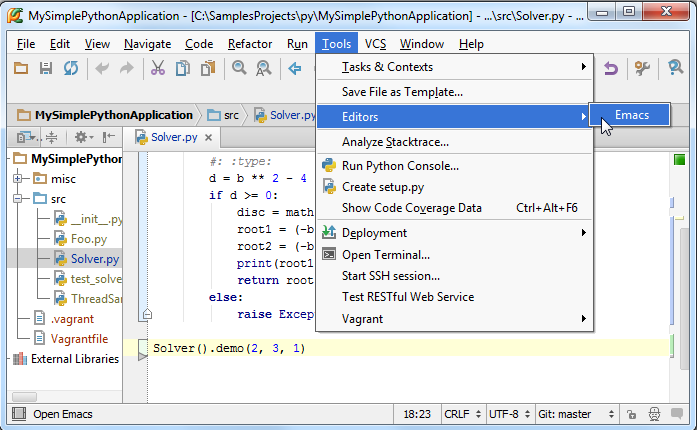 MySimplePythonApplication - [C:\SamplesProjects\py\MySimplePythonApplication] - ...\src\Solver.py - ...
File Edit View Navigate Code Refactor Run Tools VCS Window Help
MySimplePythonApplication src Solver.py
Tasks & Contexts
Save File as Template...
Editors
Emacs
Analyze Stacktrace...
Run Python Console...
Create setup.py
Show Code Coverage Data Ctrl+Alt+F6
Deployment
Open Terminal...
Start SSH session...
Test RESTful Web Service
Vagrant
MySimplePython
misc
src
__init__.py
Foo.py
Solver.py
test_solve
ThreadSam
.vagrant
Vagrantfile
External Libraries
Solver.py
#: :type:
d = b ** 2 - 4
if d >= 0:
disc = math
root1 = (-b
root2 = (-b
print(root1
return root
else:
raise Excep
Solver().demo(2, 3, 1)
Open Emacs 18:23 CRLF UTF-8 Git: master